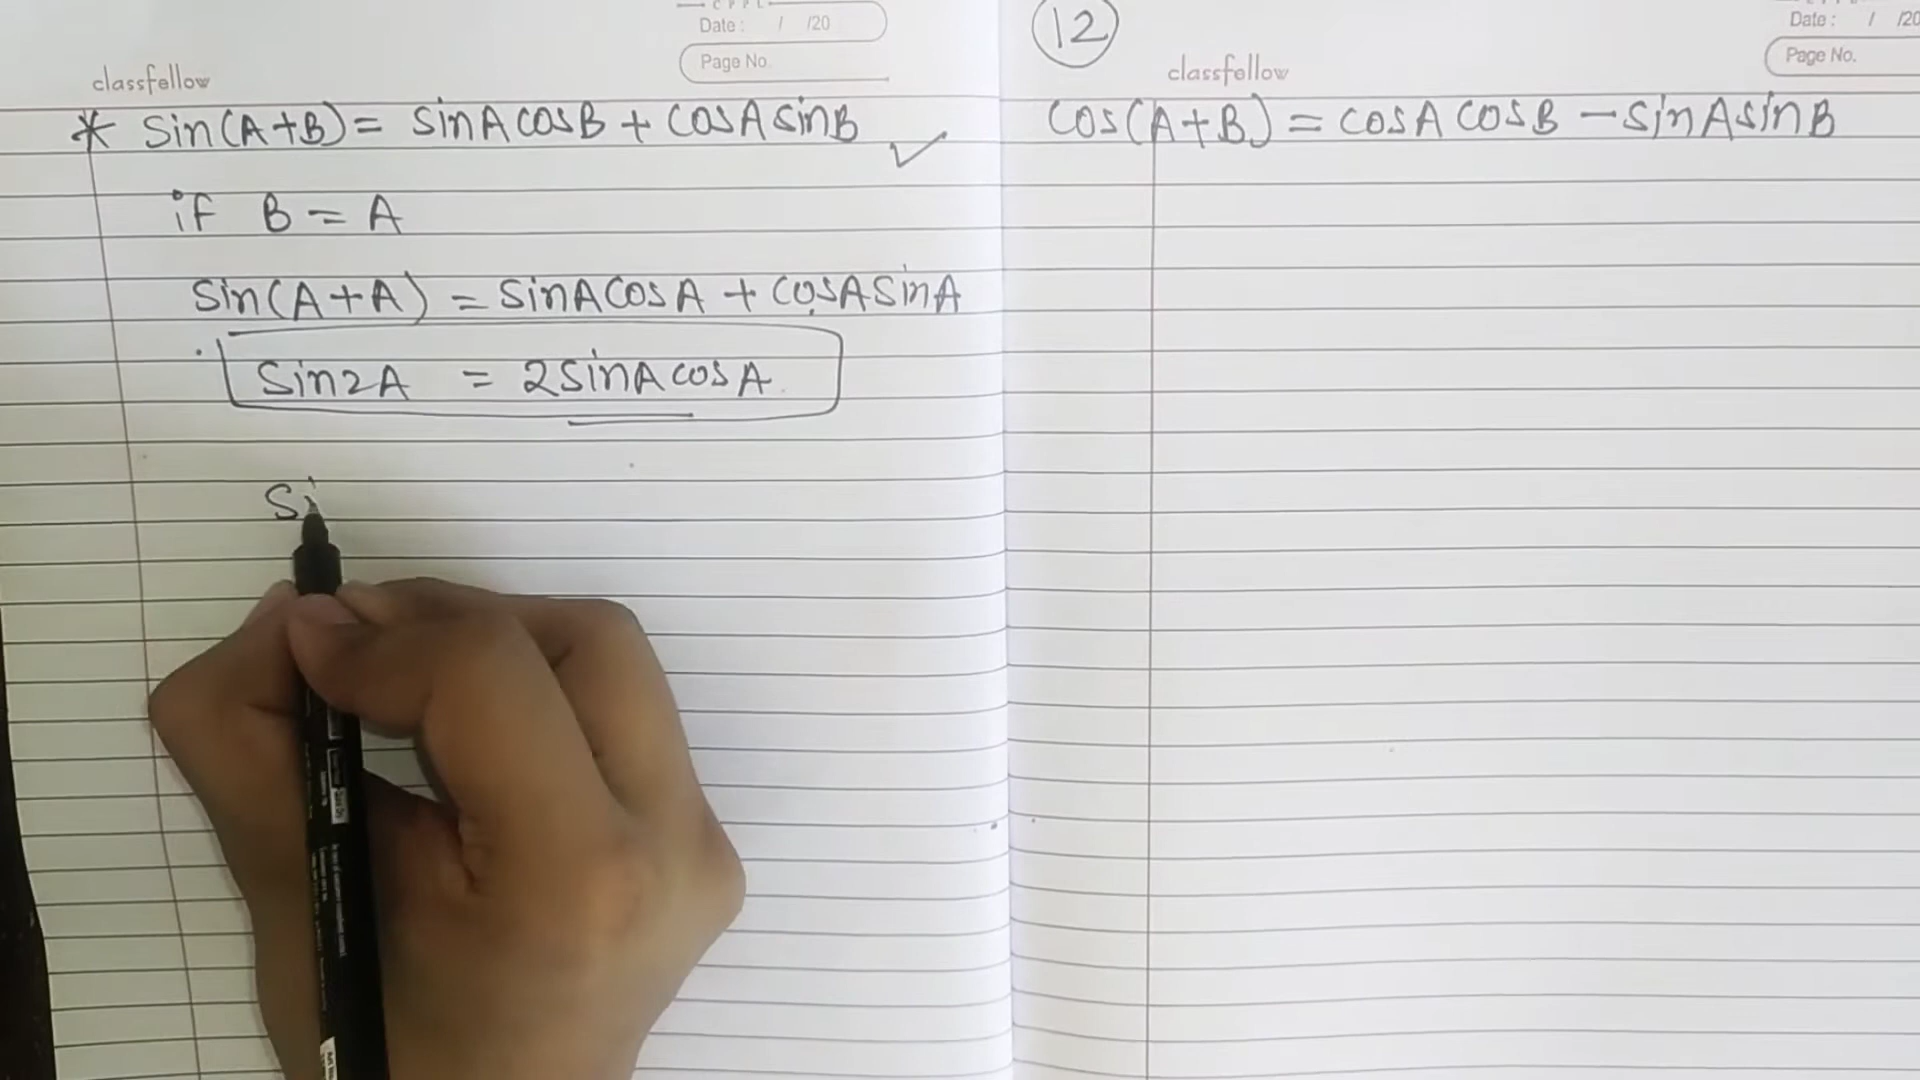 Date : / /20
Page No.
classfellow
* Sin(A+B) = sinA cosB + cosA sinB
if B = A
Sin(A+A) = sinA cosA + cosA sinA
Sin2A = 2sinA cosA
Si
12
Date : / /20
Page No.
classfellow
cos(A+B) = cosA cosB - sinA sinB